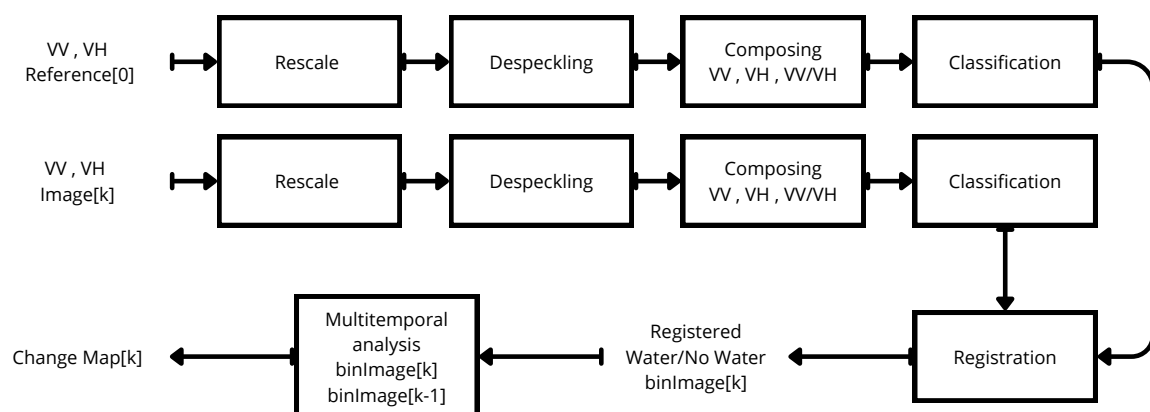 VV , VH
Reference[0]
Rescale
Despeckling
Composing
VV , VH , VV/VH
Classification
VV , VH
Image[k]
Rescale
Despeckling
Composing
VV , VH , VV/VH
Classification
Change Map[k]
Multitemporal
analysis
binImage[k]
binImage[k-1]
Registered
Water/No Water
binImage[k]
Registration